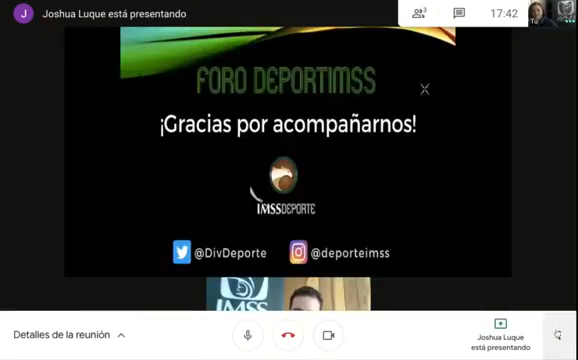 J Joshua Luque está presentando
3
17:42
FORO DEPORTIMSS
¡Gracias por acompañarnos!
IMSSDEPORTE
@DivDeporte
@deporteimss
IMSS
Detalles de la reunión
Joshua Luque
está presentando